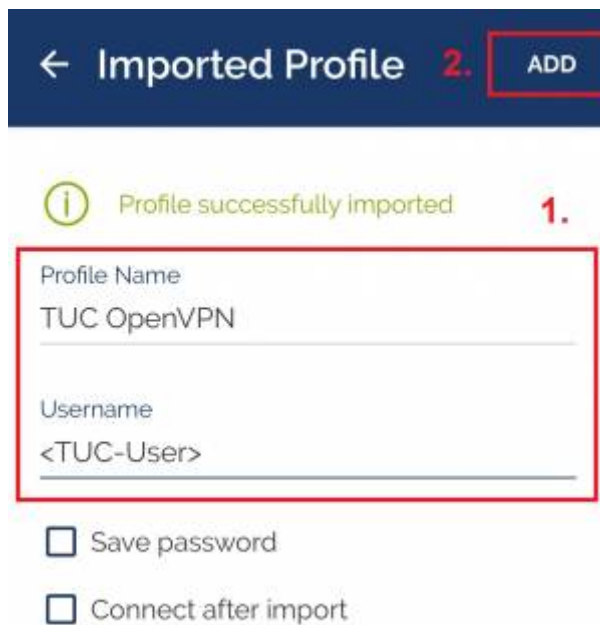 ← Imported Profile 2. ADD
Profile successfully imported 1.
Profile Name
TUC OpenVPN
Username
<TUC-User>
Save password
Connect after import